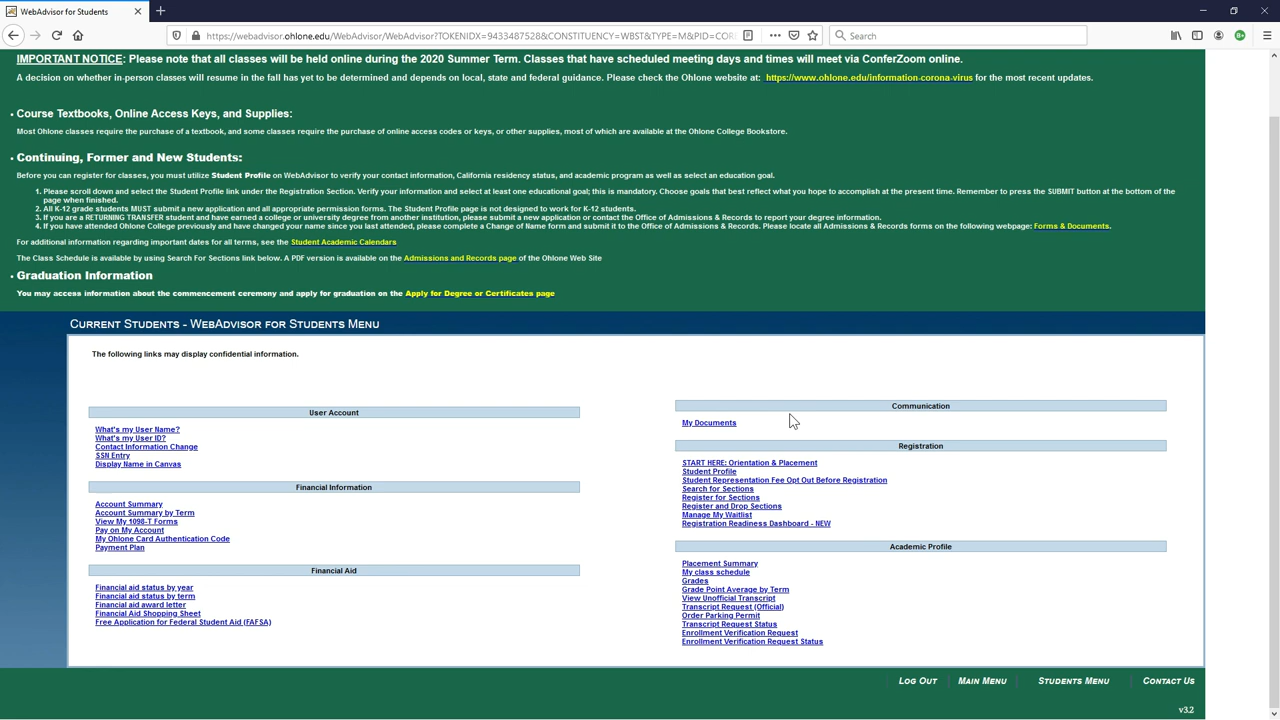 WebAdvisor for Students
https://webadvisor.ohlone.edu/WebAdvisor/WebAdvisor?TOKENIDX=9433487528&CONSTITUENCY=WBST&TYPE=M&PID=COR
Search
IMPORTANT NOTICE: Please note that all classes will be held online during the 2020 Summer Term. Classes that have scheduled meeting days and times will meet via ConferZoom online.
A decision on whether in-person classes will resume in the fall has yet to be determined and depends on local, state and federal guidance. Please check the Ohlone website at: https://www.ohlone.edu/information-corona-virus for the most recent updates.
• Course Textbooks, Online Access Keys, and Supplies:
Most Ohlone classes require the purchase of a textbook, and some classes require the purchase of online access codes or keys, or other supplies, most of which are available at the Ohlone College Bookstore.
• Continuing, Former and New Students:
Before you can register for classes, you must utilize Student Profile on WebAdvisor to verify your contact information, California residency status, and academic program as well as select an education goal.
1. Please scroll down and select the Student Profile link under the Registration Section. Verify your information and select at least one educational goal; this is mandatory. Choose goals that best reflect what you hope to accomplish at the present time. Remember to press the SUBMIT button at the bottom of the
page when finished.
2. All K-12 grade students MUST submit a new application and all appropriate permission forms. The Student Profile page is not designed to work for K-12 students.
3. If you are a RETURNING TRANSFER student and have earned a college or university degree from another institution, please submit a new application or contact the Office of Admissions & Records to report your degree information.
4. If you have attended Ohlone College previously and have changed your name since you last attended, please complete a Change of Name form and submit it to the Office of Admissions & Records. Please locate all Admissions & Records forms on the following webpage: Forms & Documents.
For additional information regarding important dates for all terms, see the Student Academic Calendars
The Class Schedule is available by using Search For Sections link below. A PDF version is available on the Admissions and Records page of the Ohlone Web Site
• Graduation Information
You may access information about the commencement ceremony and apply for graduation on the Apply for Degree or Certificates page
CURRENT STUDENTS - WEBADVISOR FOR STUDENTS MENU
The following links may display confidential information.
User Account
What's my User Name?
What's my User ID?
Contact Information Change
SSN Entry
Display Name in Canvas
Financial Information
Account Summary
Account Summary by Term
View My 1098-T Forms
Pay on My Account
My Ohlone Card Authentication Code
Payment Plan
Financial Aid
Financial aid status by year
Financial aid status by term
Financial aid award letter
Financial Aid Shopping Sheet
Free Application for Federal Student Aid (FAFSA)
Communication
My Documents
Registration
START HERE: Orientation & Placement
Student Profile
Student Representation Fee Opt Out Before Registration
Search for Sections
Register for Sections
Register and Drop Sections
Manage My Waitlist
Registration Readiness Dashboard - NEW
Academic Profile
Placement Summary
My class schedule
Grades
Grade Point Average by Term
View Unofficial Transcript
Transcript Request (Official)
Order Parking Permit
Transcript Request Status
Enrollment Verification Request
Enrollment Verification Request Status
LOG OUT MAIN MENU STUDENTS MENU CONTACT US
v3.2